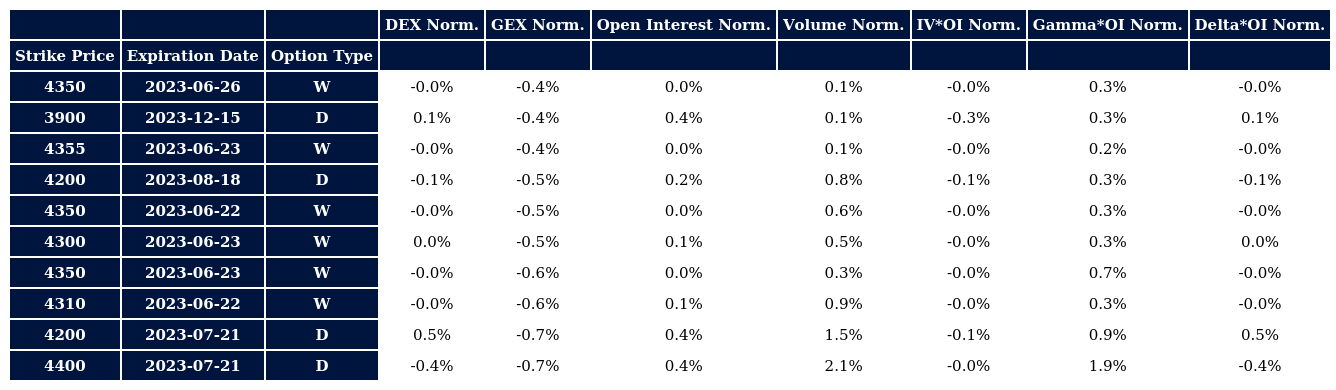 DEX Norm. GEX Norm. Open Interest Norm. Volume Norm. IV*OI Norm. Gamma*OI Norm. Delta*OI Norm.
Strike Price Expiration Date Option Type
4350 2023-06-26 W -0.0% -0.4% 0.0% 0.1% -0.0% 0.3% -0.0%
3900 2023-12-15 D 0.1% -0.4% 0.4% 0.1% -0.3% 0.3% 0.1%
4355 2023-06-23 W -0.0% -0.4% 0.0% 0.1% -0.0% 0.2% -0.0%
4200 2023-08-18 D -0.1% -0.5% 0.2% 0.8% -0.1% 0.3% -0.1%
4350 2023-06-22 W -0.0% -0.5% 0.0% 0.6% -0.0% 0.3% -0.0%
4300 2023-06-23 W 0.0% -0.5% 0.1% 0.5% -0.0% 0.3% 0.0%
4350 2023-06-23 W -0.0% -0.6% 0.0% 0.3% -0.0% 0.7% -0.0%
4310 2023-06-22 W -0.0% -0.6% 0.1% 0.9% -0.0% 0.3% -0.0%
4200 2023-07-21 D 0.5% -0.7% 0.4% 1.5% -0.1% 0.9% 0.5%
4400 2023-07-21 D -0.4% -0.7% 0.4% 2.1% -0.0% 1.9% -0.4%